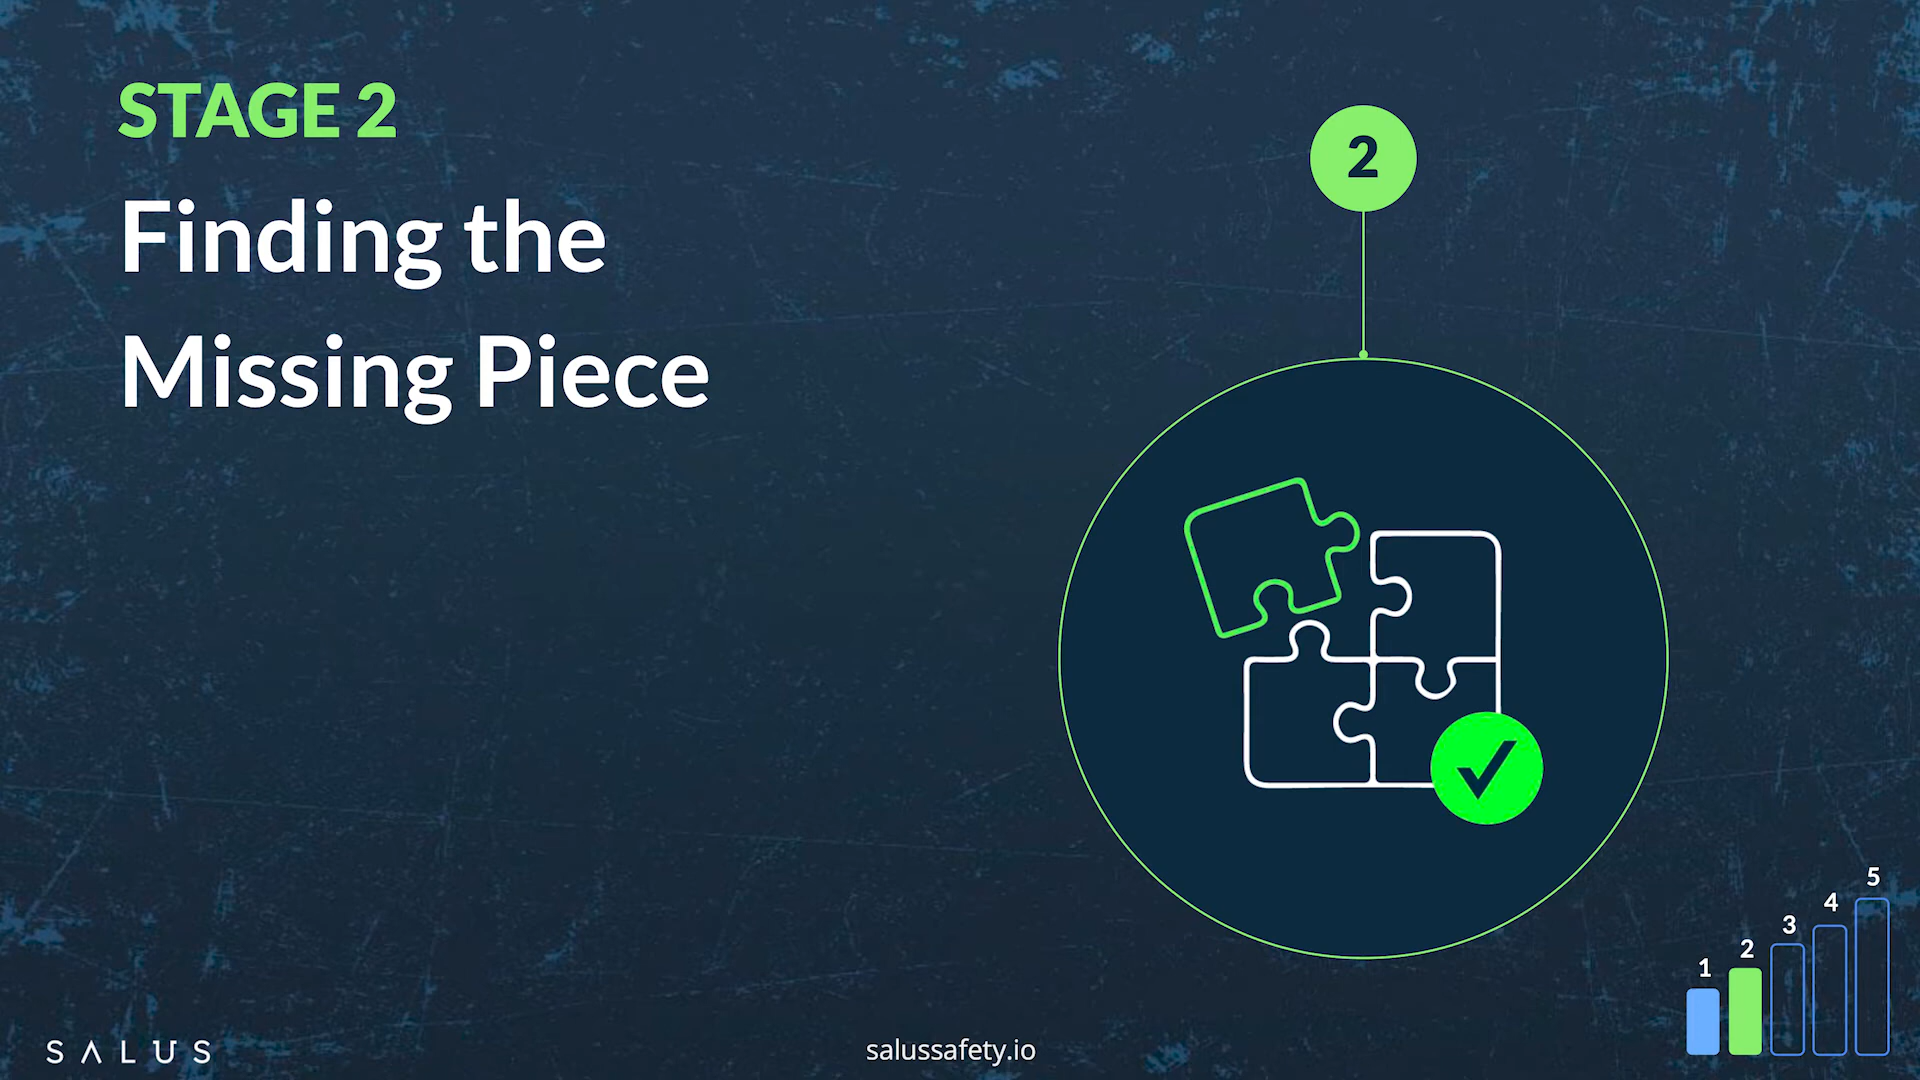 STAGE 2
Finding the
Missing Piece
2
1
2
3
4
5
SALUS
salussafety.io